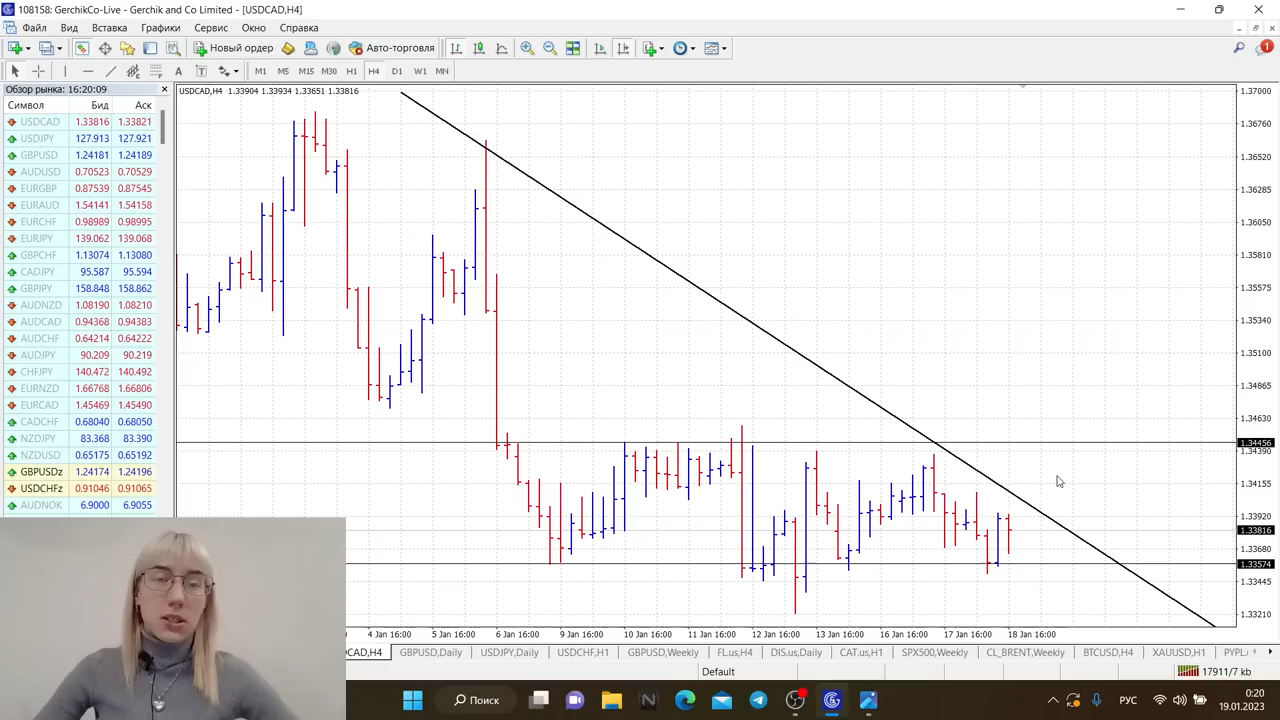 108158: GerchikCo-Live - Gerchik and Co Limited - [USDCAD,H4]
Файл Вид Вставка Графики Сервис Окно Справка
Новый ордер Авто-торговля
A T M1 M5 M15 M30 H1 H4 D1 W1 MN
Обзор рынка: 16:20:09
Символ Бид Аск
USDCAD 1.33816 1.33821
USDJPY 127.913 127.921
GBPUSD 1.24181 1.24189
AUDUSD 0.70523 0.70529
EURGBP 0.87539 0.87545
EURAUD 1.54141 1.54158
EURCHF 0.98989 0.98995
EURJPY 139.062 139.068
GBPCHF 1.13074 1.13080
CADJPY 95.587 95.594
GBPJPY 158.848 158.862
AUDNZD 1.08190 1.08210
AUDCAD 0.94368 0.94383
AUDCHF 0.64214 0.64222
AUDJPY 90.209 90.219
CHFJPY 140.472 140.492
EURNZD 1.66768 1.66806
EURCAD 1.45469 1.45490
CADCHF 0.68040 0.68050
NZDJPY 83.368 83.390
NZDUSD 0.65175 0.65192
GBPUSDz 1.24174 1.24196
USDCHFz 0.91046 0.91065
AUDNOK 6.9000 6.9055
USDCAD,H4 1.33904 1.33934 1.33651 1.33816
1.37000
1.36760
1.36520
1.36285
1.36050
1.35810
1.35575
1.35340
1.35100
1.34865
1.34630
1.34456
1.34390
1.34155
1.33920
1.33816
1.33680
1.33574
1.33445
1.33210
4 Jan 16:00 5 Jan 16:00 6 Jan 16:00 9 Jan 16:00 10 Jan 16:00 11 Jan 16:00 12 Jan 16:00 13 Jan 16:00 16 Jan 16:00 17 Jan 16:00 18 Jan 16:00
CAD,H4 GBPUSD,Daily USDJPY,Daily USDCHF,H1 GBPUSD,Weekly FL.us,H4 DIS.us,Daily CAT.us,H1 SPX500,Weekly CL_BRENT,Weekly BTCUSD,H4 XAUUSD,H1 PYPL
Default 17911/7 kb
Поиск
РУС
0:20
19.01.2023
1